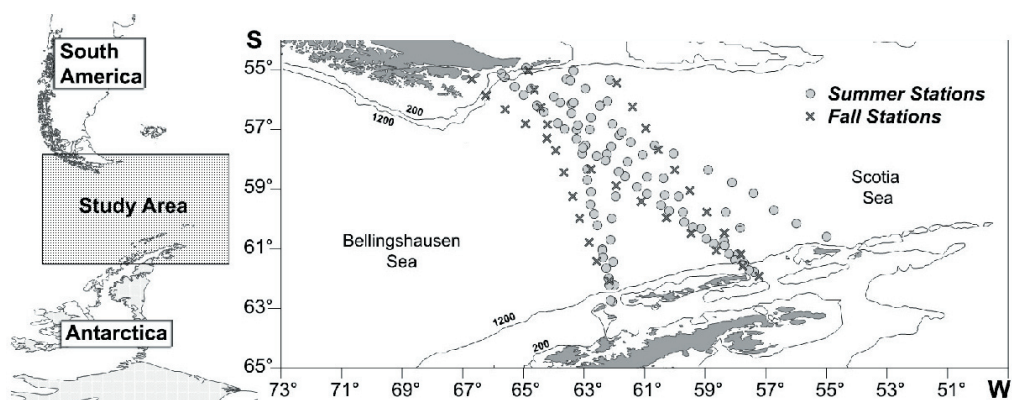 South
America
Study Area
Antarctica
S
55°
57°
59°
61°
63°
65°
200
1200
Summer Stations
Fall Stations
Scotia
Sea
Bellingshausen
Sea
1200
200
73°
71°
69°
67°
65°
63°
61°
59°
57°
55°
53°
51°
W